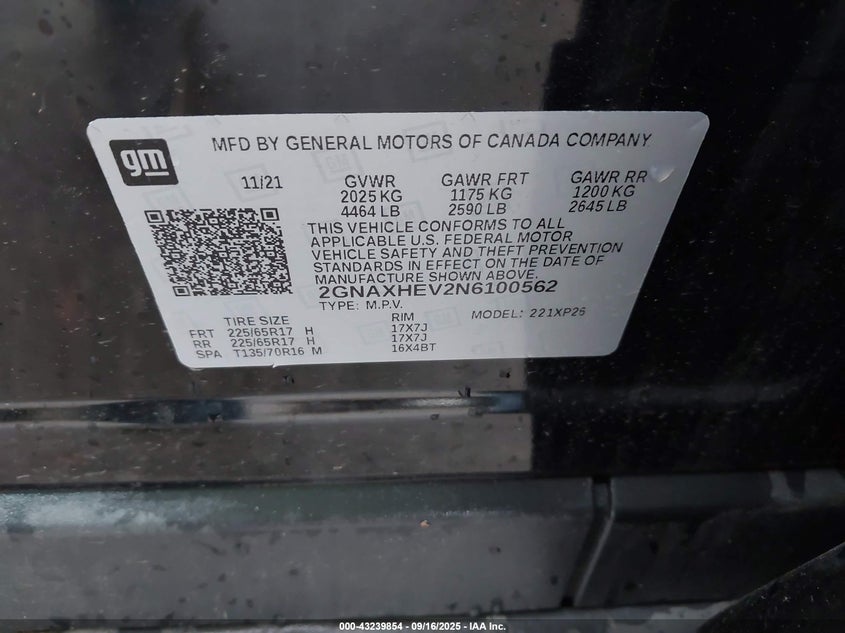 gm
MFD BY GENERAL MOTORS OF CANADA COMPANY
11/21
GVWR
2025 KG
4464 LB
GAWR FRT
1175 KG
2590 LB
GAWR RR
1200 KG
2645 LB
THIS VEHICLE CONFORMS TO ALL
APPLICABLE U.S. FEDERAL MOTOR
VEHICLE SAFETY AND THEFT PREVENTION
STANDARDS IN EFFECT ON THE DATE OF
MANUFACTURE SHOWN ABOVE.
2GNAXHEV2N6100562
TYPE: M.P.V.
MODEL: 221XP26
TIRE SIZE RIM
FRT 225/65R17 H 17X7J
RR 225/65R17 H 17X7J
SPA T135/70R16 M 16X4BT
000-43239854 - 09/16/2025 - IAA Inc.